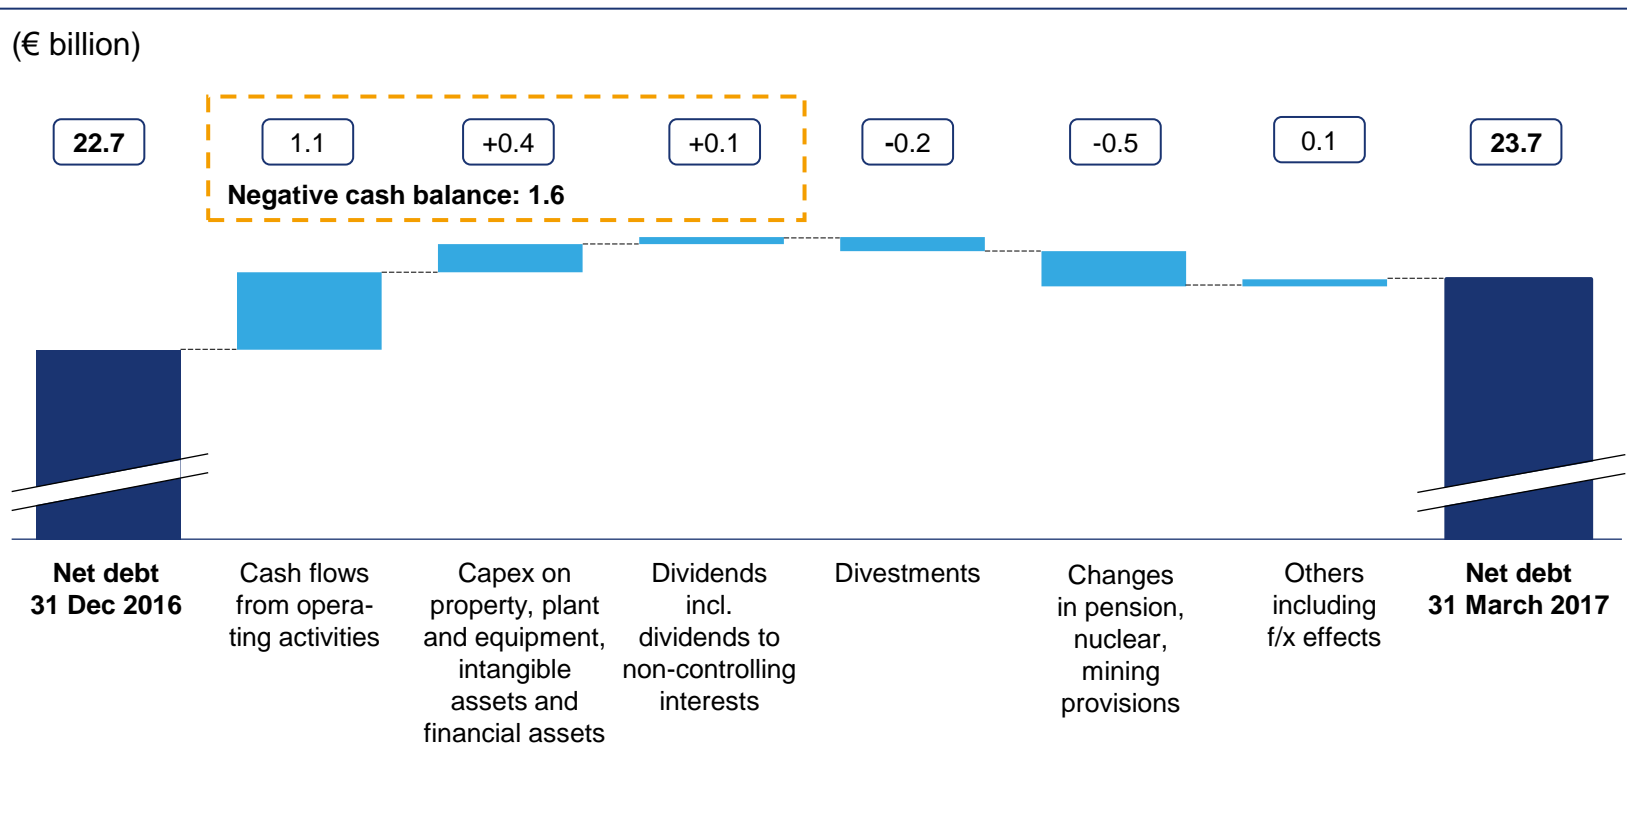 (€ billion)
22.7
1.1
+0.4
+0.1
-0.2
-0.5
0.1
23.7
Negative cash balance: 1.6
Net debt
31 Dec 2016
Cash flows
from opera-
ting activities
Capex on
property, plant
and equipment,
intangible
assets and
financial assets
Dividends
incl.
dividends to
non-controlling
interests
Divestments
Changes
in pension,
nuclear,
mining
provisions
Others
including
f/x effects
Net debt
31 March 2017